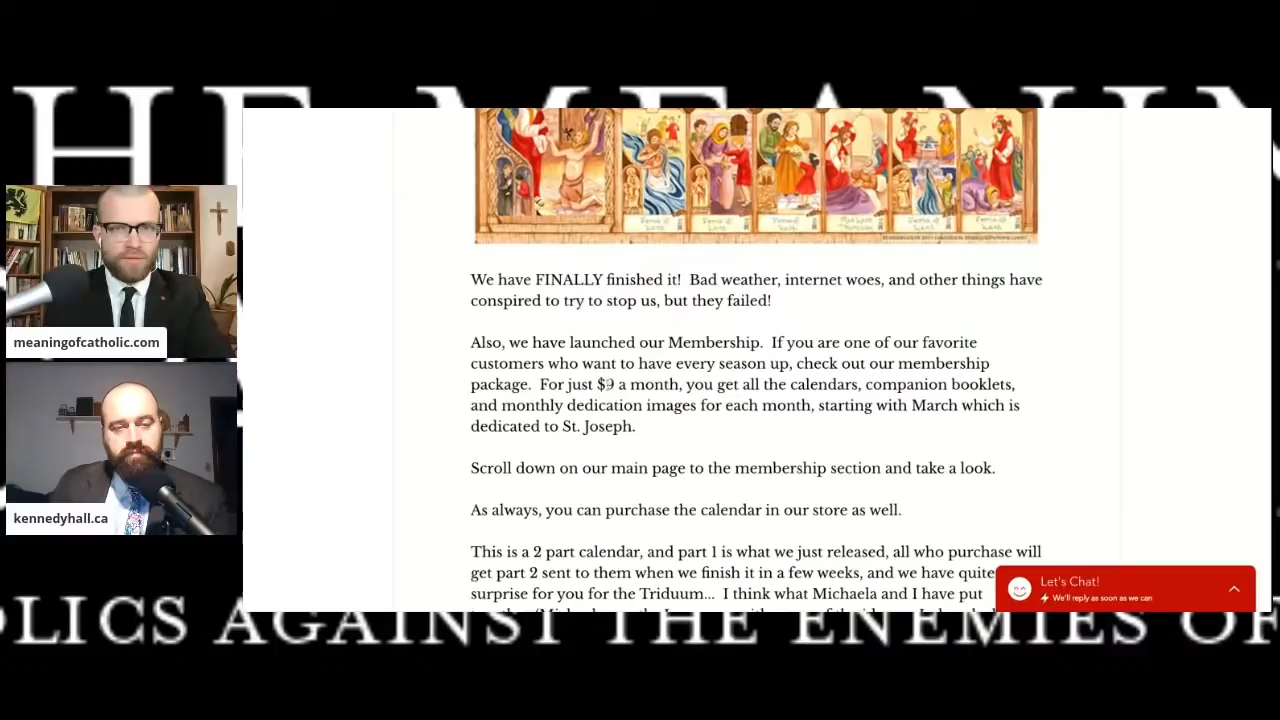 HE MEANIN
meaningofcatholic.com
kennedyhall.ca
We have FINALLY finished it!  Bad weather, internet woes, and other things have
conspired to try to stop us, but they failed!
Also, we have launched our Membership.  If you are one of our favorite
customers who want to have every season up, check out our membership
package.  For just $9 a month, you get all the calendars, companion booklets,
and monthly dedication images for each month, starting with March which is
dedicated to St. Joseph.
Scroll down on our main page to the membership section and take a look.
As always, you can purchase the calendar in our store as well.
This is a 2 part calendar, and part 1 is what we just released, all who purchase will
get part 2 sent to them when we finish it in a few weeks, and we have quite
surprise for you for the Triduum...  I think what Michaela and I have put
Let's Chat!
We'll reply as soon as we can
OLICS AGAINST THE ENEMIES OF